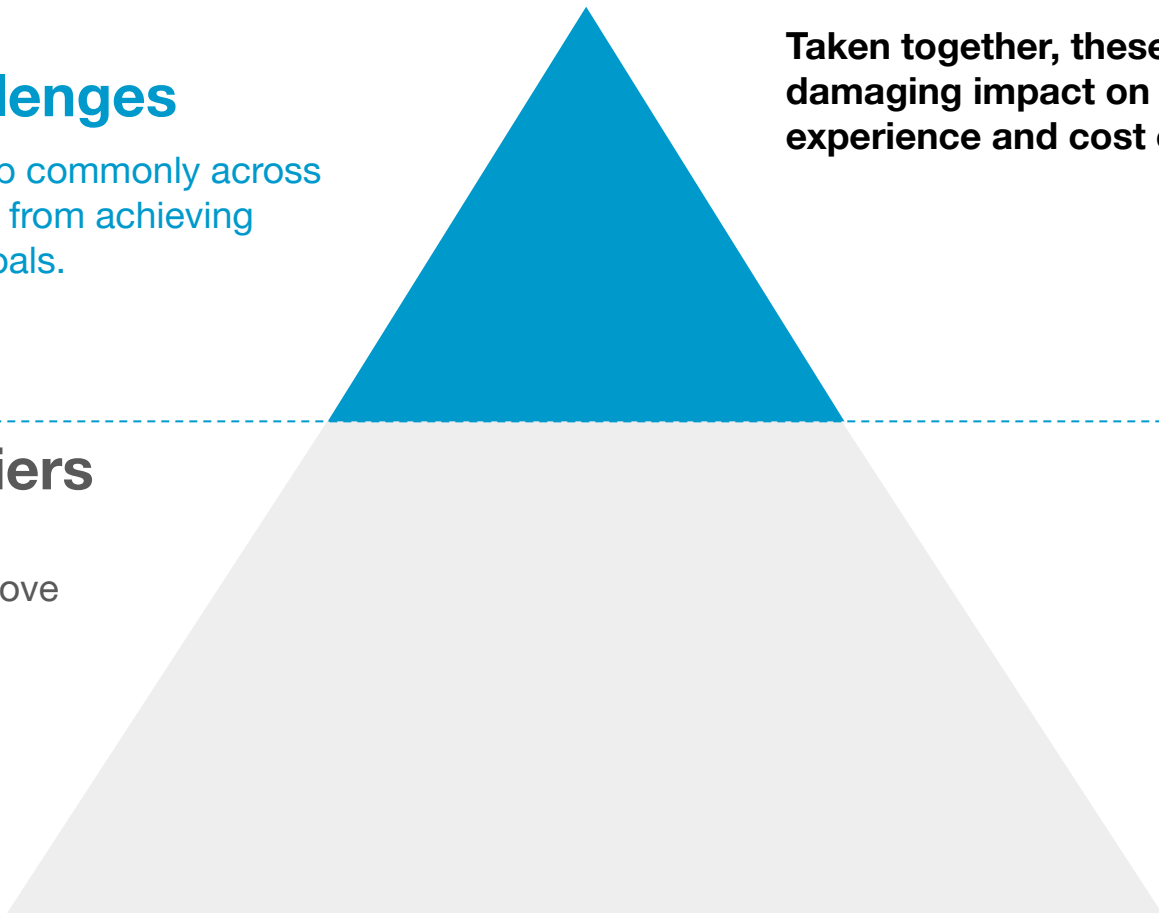 lenges
commonly across
from achieving
oals.
Taken together, these
damaging impact on
experience and cost
iers
ove